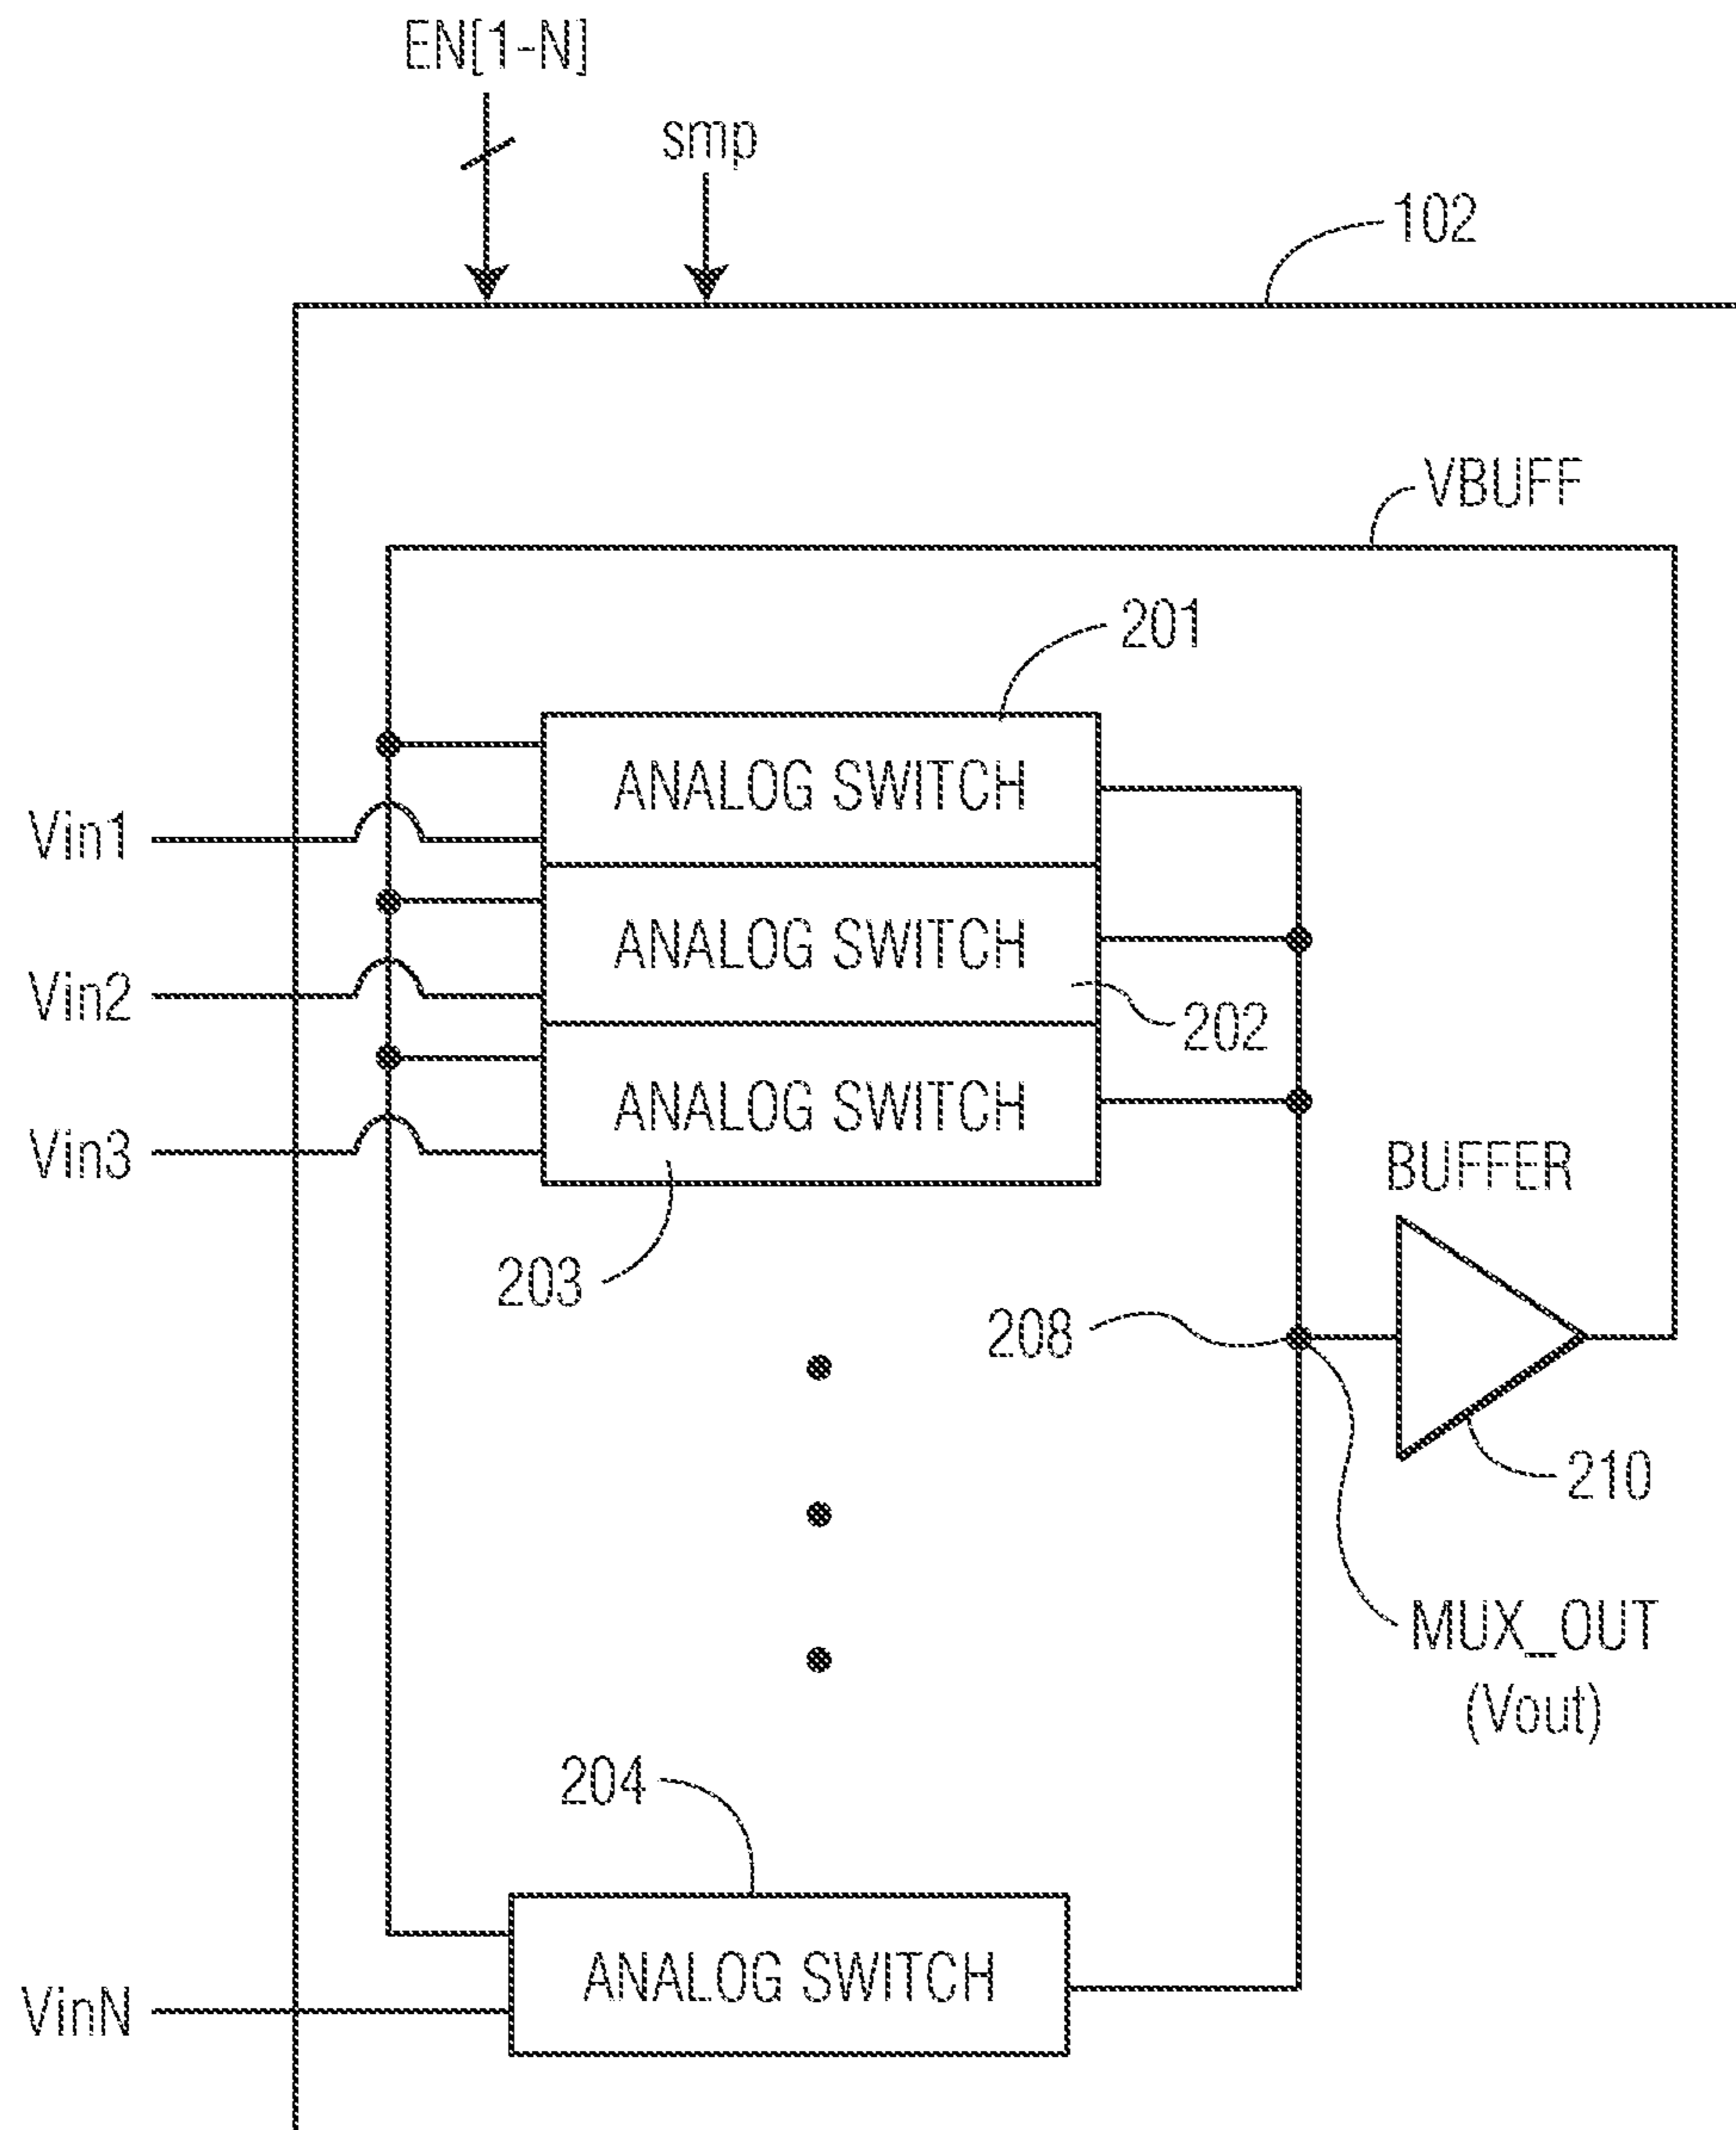 EN[1-N]
smp
102
VBUFF
201
ANALOG SWITCH
Vin1
ANALOG SWITCH
Vin2
202
ANALOG SWITCH
Vin3
BUFFER
203
208
210
MUX_OUT
(Vout)
204
ANALOG SWITCH
VinN